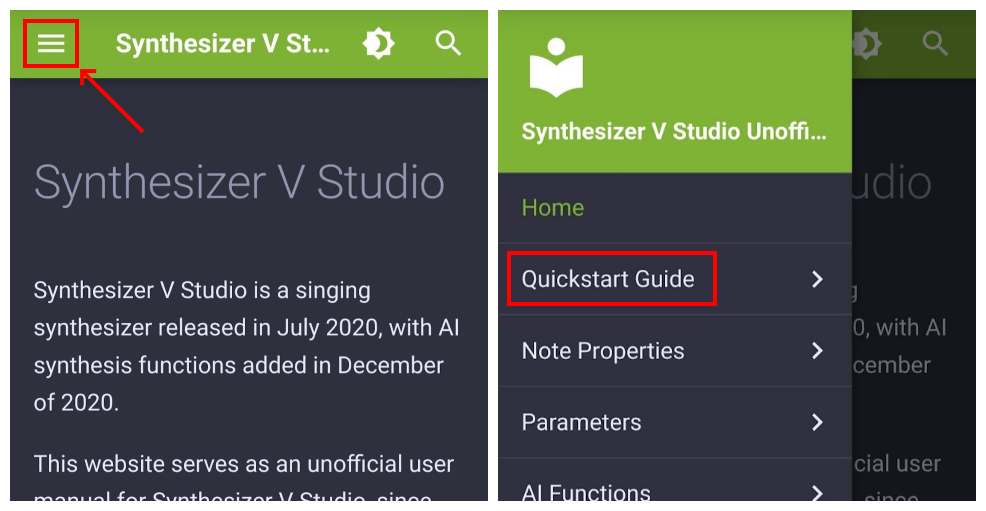 Synthesizer V St...
Synthesizer V Studio
Synthesizer V Studio is a singing
synthesizer released in July 2020, with AI
synthesis functions added in December
of 2020.
This website serves as an unofficial user
manual for Synthesizer V Studio, since
Synthesizer V Studio Unoffi...
Home
Quickstart Guide
Note Properties
Parameters
AI Functions
udio
g
0, with AI
cember
cial user
since